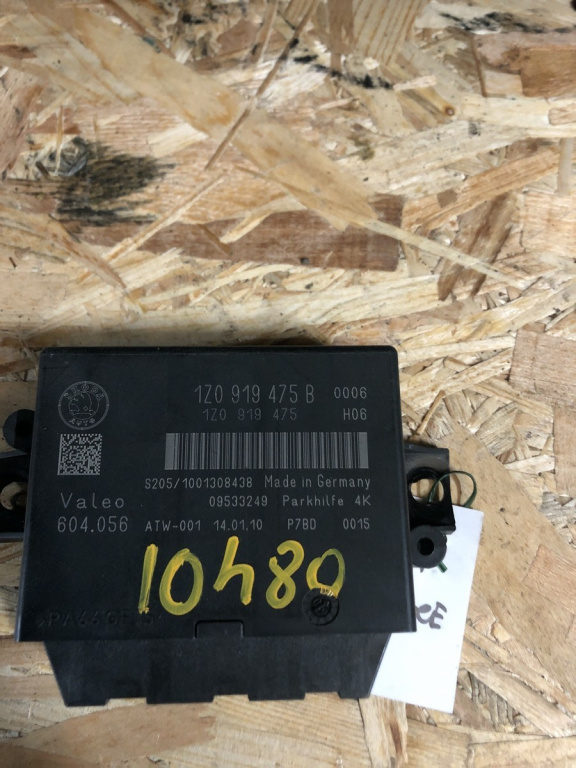 1Z0 919 475 B 0006
1Z0 919 475 H06
S205/1001308438 Made in Germany
Valeo 09533249 Parkhilfe 4K
604.056 ATW-001 14.01.10 P7BD 0015
10480